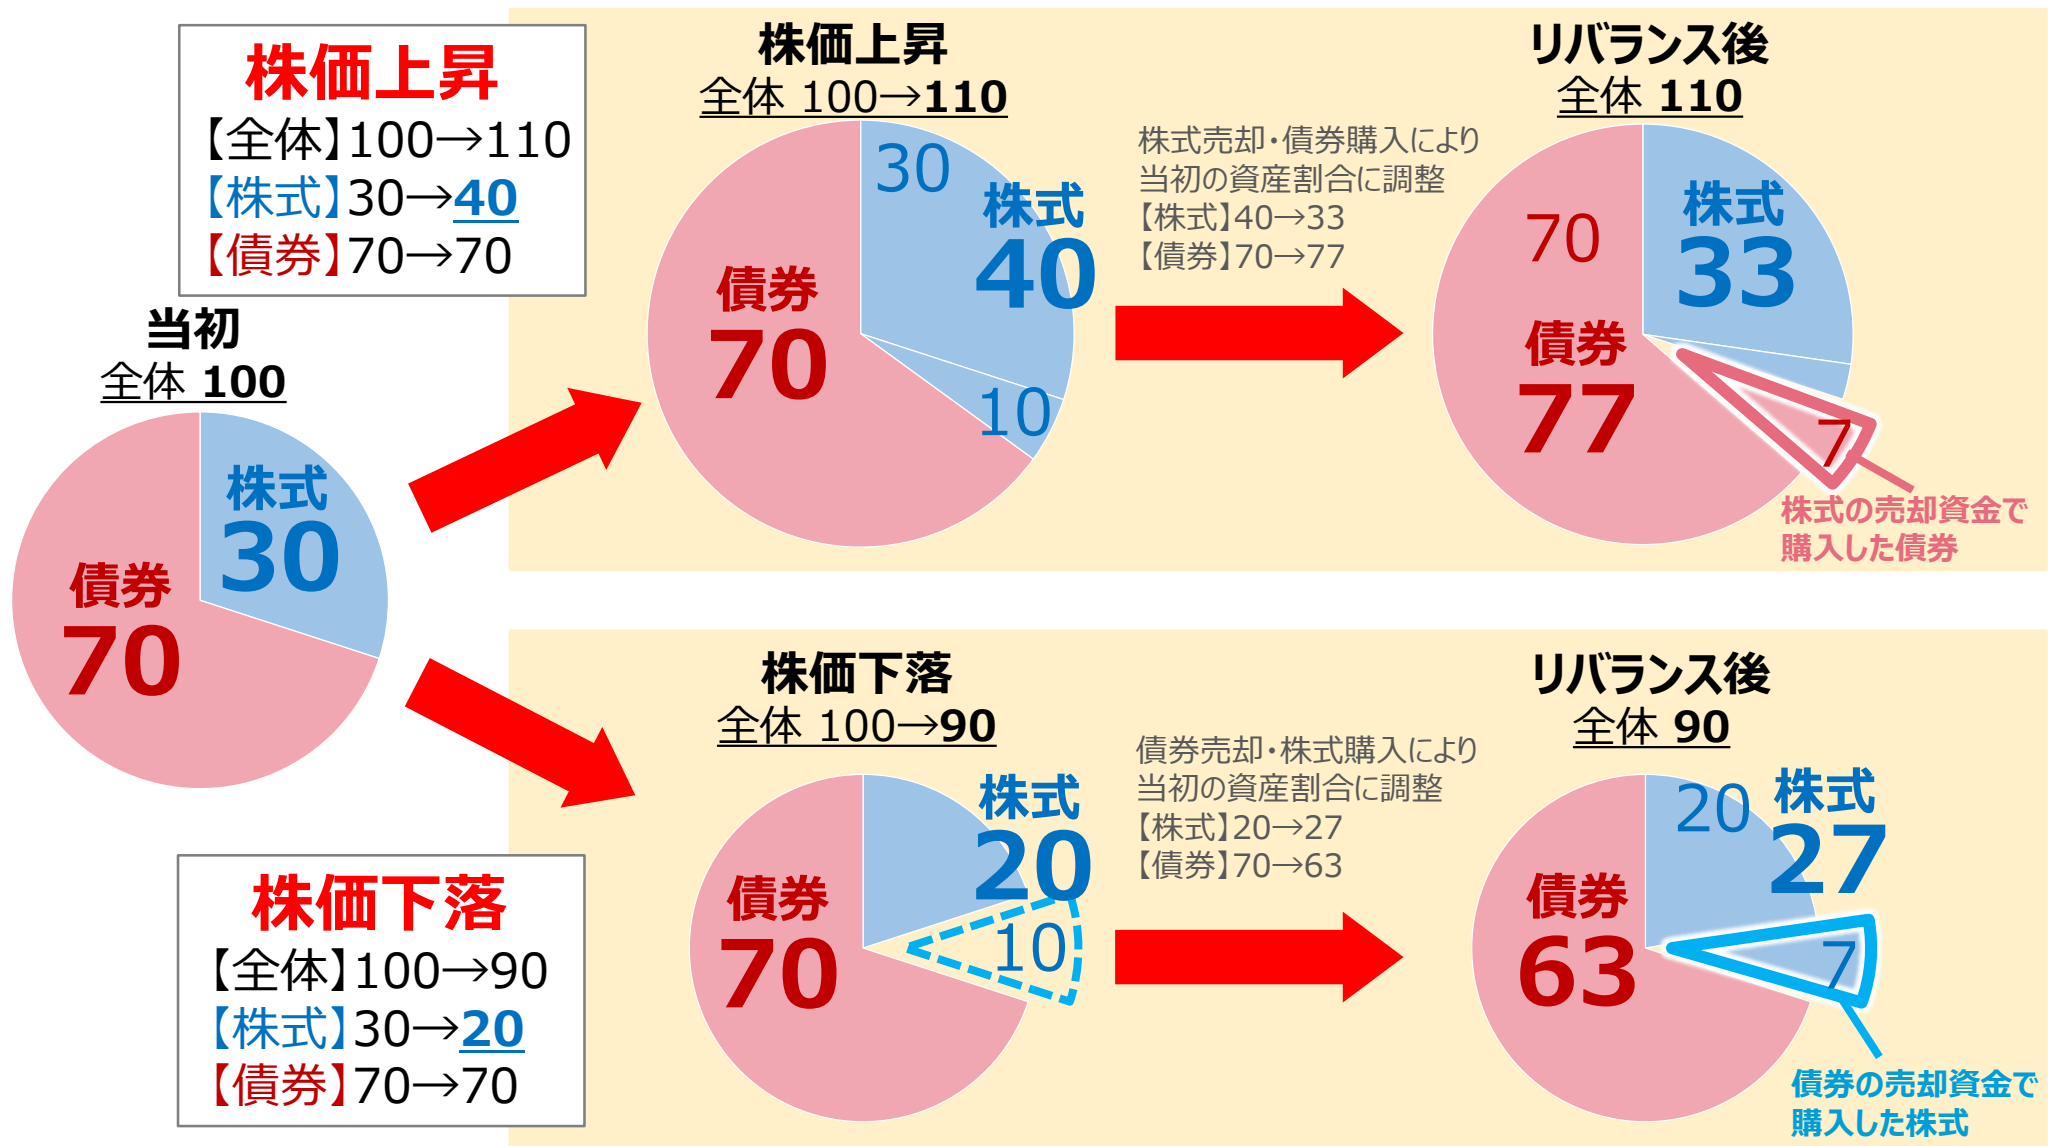 株価上昇
【全体】100→110
【株式】30→40
【債券】70→70
当初
全体 100
株式
30
債券
70
株価下落
【全体】100→90
【株式】30→20
【債券】70→70
株価上昇
全体 100→110
30
株式
40
債券
70
10
株式売却・債券購入により
当初の資産割合に調整
【株式】40→33
【債券】70→77
リバランス後
全体 110
70
株式
33
債券
77
7
株式の売却資金で
購入した債券
株価下落
全体 100→90
株式
20
債券
70
10
債券売却・株式購入により
当初の資産割合に調整
【株式】20→27
【債券】70→63
リバランス後
全体 90
20
株式
27
債券
63
7
債券の売却資金で
購入した株式